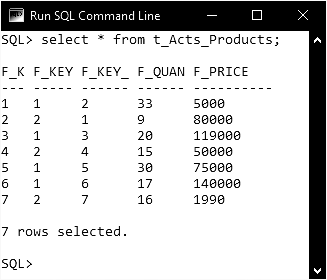 Run SQL Command Line
SQL> select * from t_Acts_Products;
F_K F_KEY F_KEY_ F_QUAN F_PRICE
--- ----- ------ ------ ----------
1 1 2 33 5000
2 2 1 9 80000
3 1 3 20 119000
4 2 4 15 50000
5 1 5 30 75000
6 1 6 17 140000
7 2 7 16 1990
7 rows selected.
SQL>